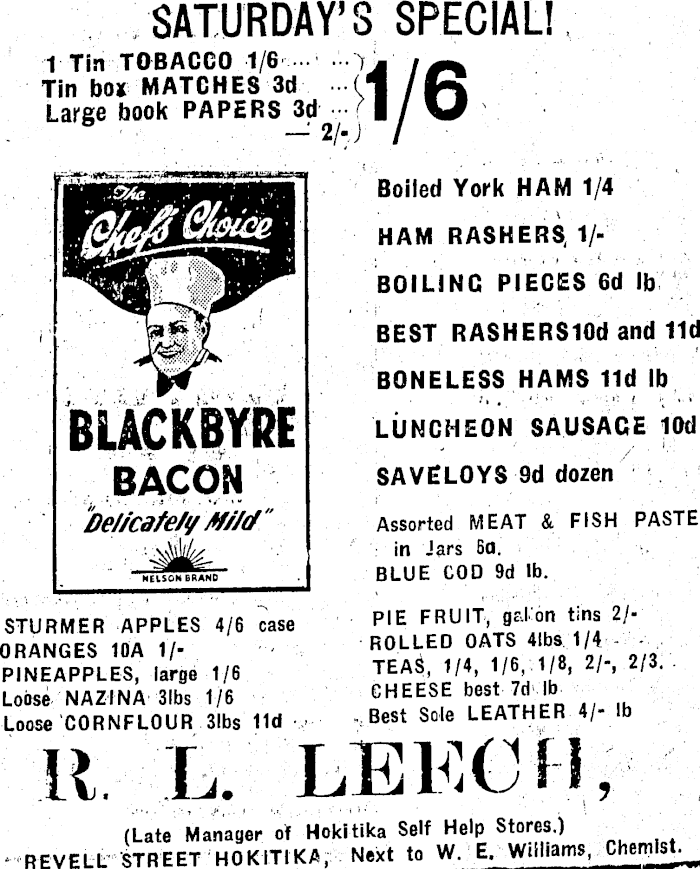 SATURDAY'S SPECIAL!
1 Tin TOBACCO 1/6 ... ...
Tin box MATCHES 3d ...
Large book PAPERS 3d ...
— 2/-
1/6
The
Chef's Choice
BLACKBYRE
BACON
"Delicately Mild"
NELSON BRAND
Boiled York HAM 1/4
HAM RASHERS, 1/-
BOILING PIECES 6d lb
BEST RASHERS 10d and 11d
BONELESS HAMS 11d lb
LUNCHEON SAUSAGE 10d
SAVELOYS 9d dozen
Assorted MEAT & FISH PASTE
in Jars 6d.
BLUE COD 9d lb.
STURMER APPLES 4/6 case
ORANGES 10A 1/-
PINEAPPLES, large 1/6
Loose NAZINA 3lbs 1/6
Loose CORNFLOUR 3lbs 11d
PIE FRUIT, gallon tins 2/-
ROLLED OATS 4lbs 1/4
TEAS, 1/4, 1/6, 1/8, 2/-, 2/3.
CHEESE best 7d lb
Best Sole LEATHER 4/- lb
R. L. LEECH,
(Late Manager of Hokitika Self Help Stores.)
REVELL STREET HOKITIKA, Next to W. E. Williams, Chemist.